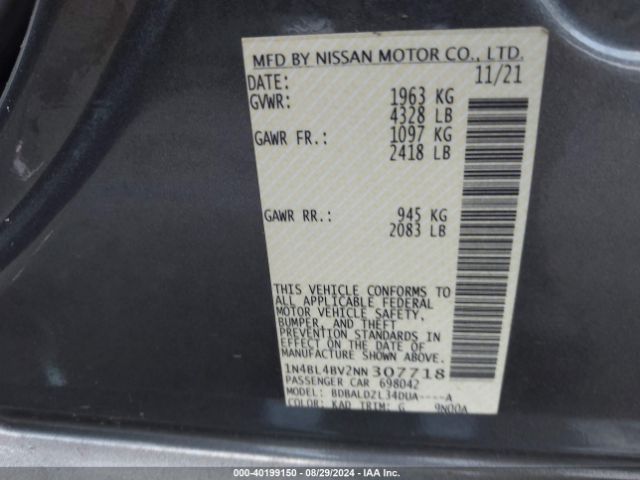 MFD BY NISSAN MOTOR CO., LTD.
DATE: 11/21
GVWR: 1963 KG
4328 LB
GAWR FR.: 1097 KG
2418 LB
GAWR RR.: 945 KG
2083 LB
THIS VEHICLE CONFORMS TO
ALL APPLICABLE FEDERAL
MOTOR VEHICLE SAFETY,
BUMPER, AND THEFT
PREVENTION STANDARDS IN
EFFECT ON THE DATE OF
MANUFACTURE SHOWN ABOVE.
1N4BL4BV2NN307718
PASSENGER CAR 698042
MODEL: BDBALDZL34DUA----A
COLOR: KAD TRIM: G 9N00A
000-40199150 - 08/29/2024 - IAA Inc.